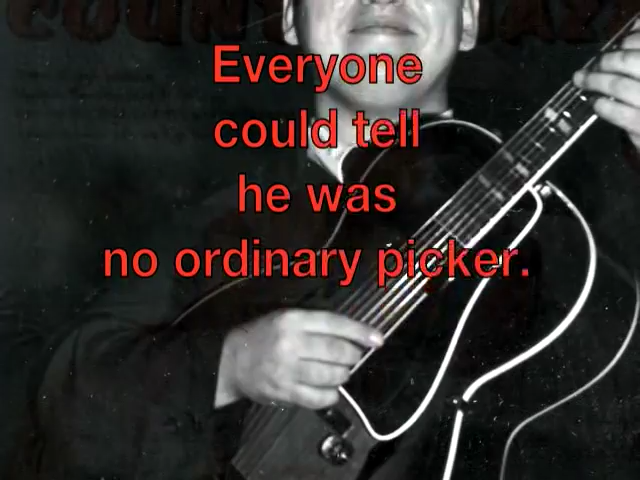 Everyone
could tell
he was
no ordinary picker.